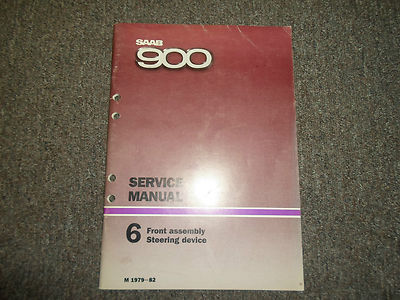 SAAB
900
SERVICE
MANUAL
6 Front assembly
Steering device
M 1979–82